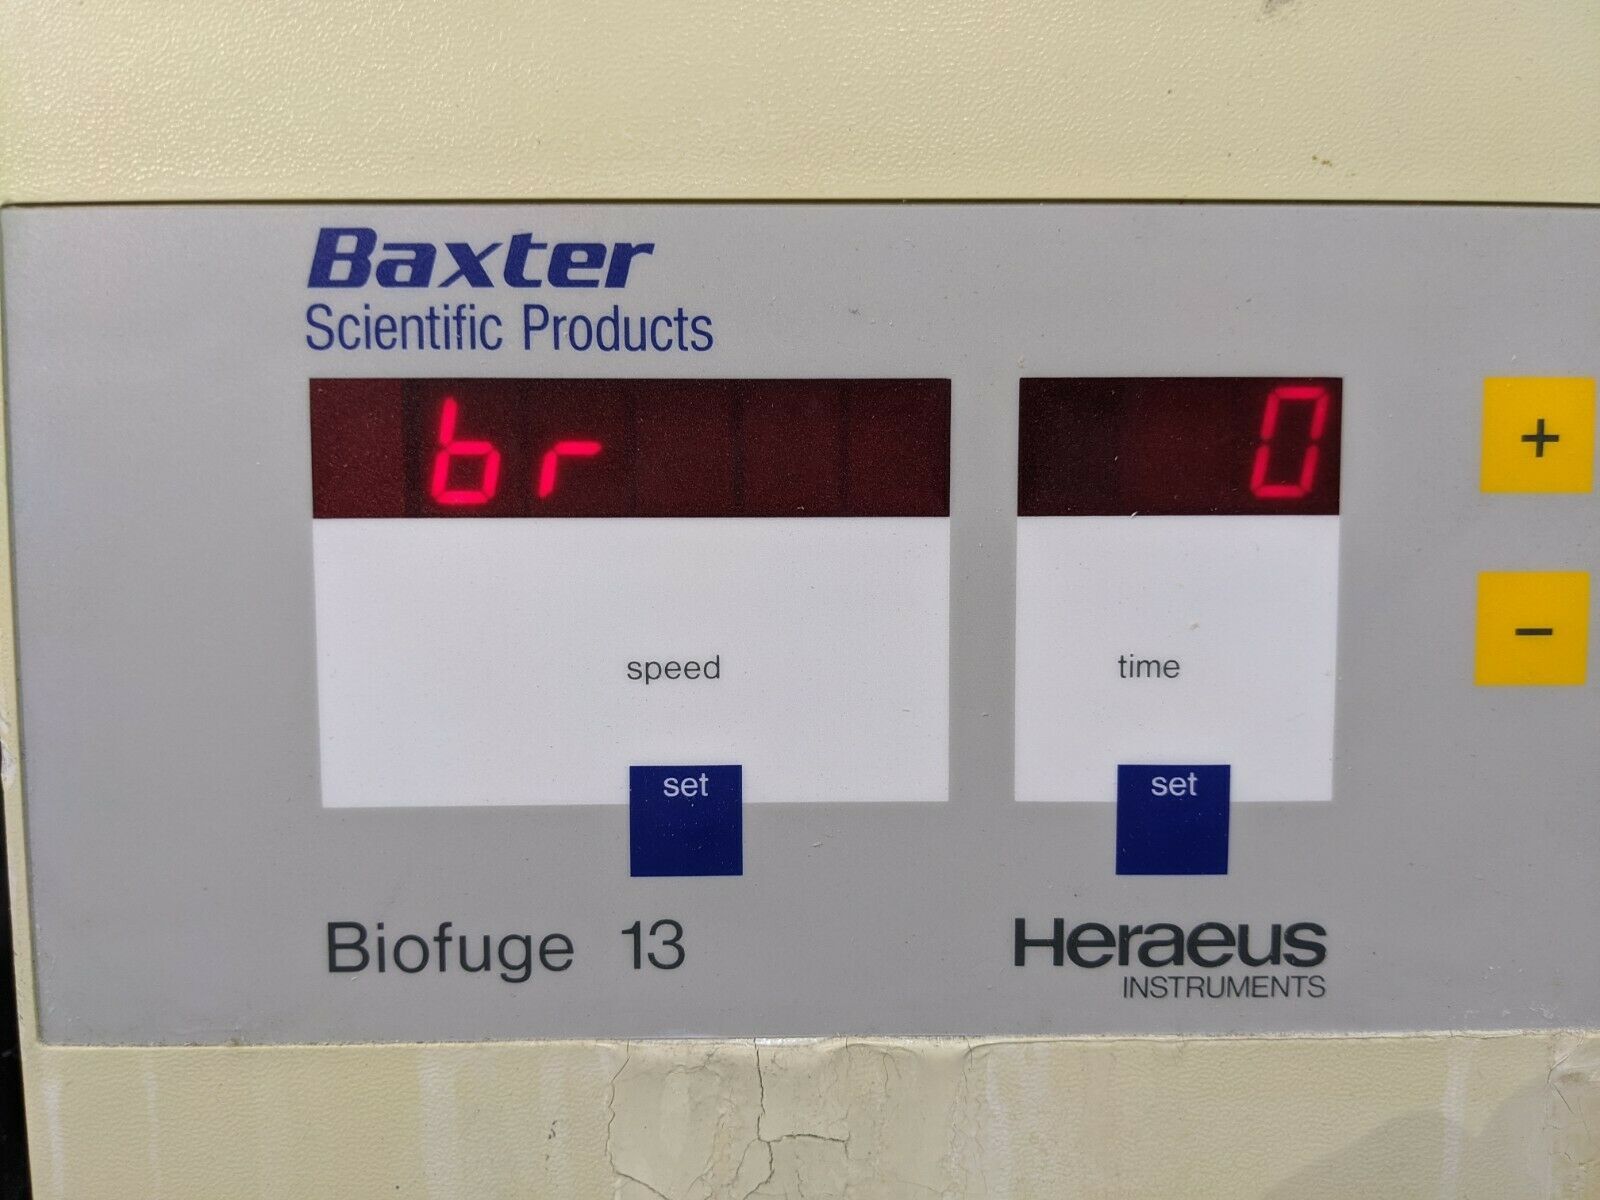 Baxter
Scientific Products
br 0
+
-
speed time
set set
Biofuge 13 Heraeus
INSTRUMENTS